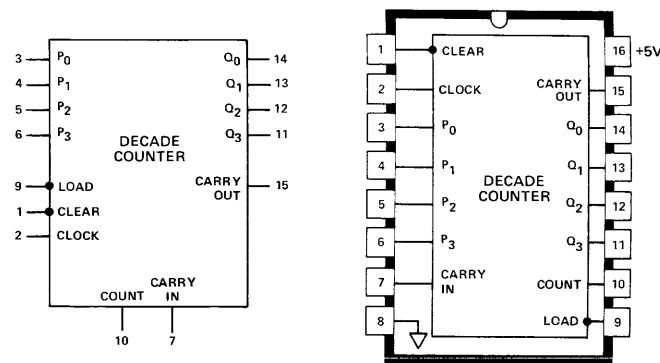 3 P0 Q0 14
4 P1 Q1 13
5 P2 Q2 12
6 P3 Q3 11
DECADE
COUNTER
9 LOAD CARRY OUT 15
1 CLEAR
2 CLOCK
COUNT CARRY IN
10 7
1 CLEAR 16 +5V
2 CLOCK CARRY OUT 15
3 P0 Q0 14
4 P1 Q1 13
DECADE
COUNTER
5 P2 Q2 12
6 P3 Q3 11
7 CARRY IN COUNT 10
8 LOAD 9